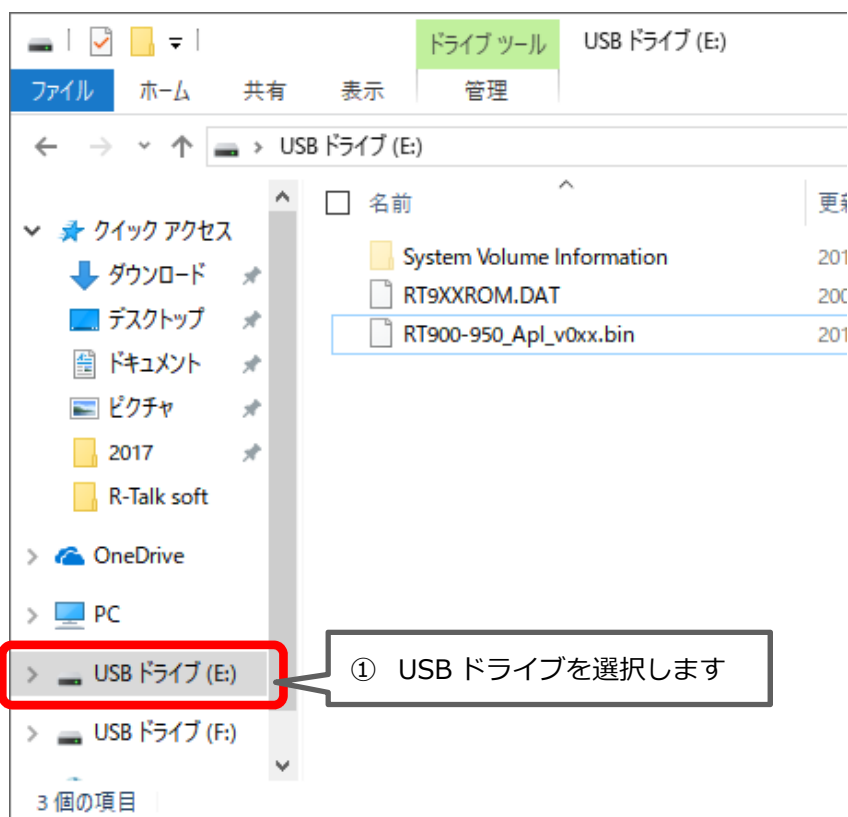 ドライブ ツール USB ドライブ (E:)
ファイル ホーム 共有 表示 管理
USB ドライブ (E:)
名前 更新
クイック アクセス
ダウンロード
デスクトップ
ドキュメント
ピクチャ
2017
R-Talk soft
OneDrive
PC
USB ドライブ (E:)
USB ドライブ (F:)
System Volume Information 201
RT9XXROM.DAT 200
RT900-950_Apl_v0xx.bin 201
① USB ドライブを選択します
3 個の項目